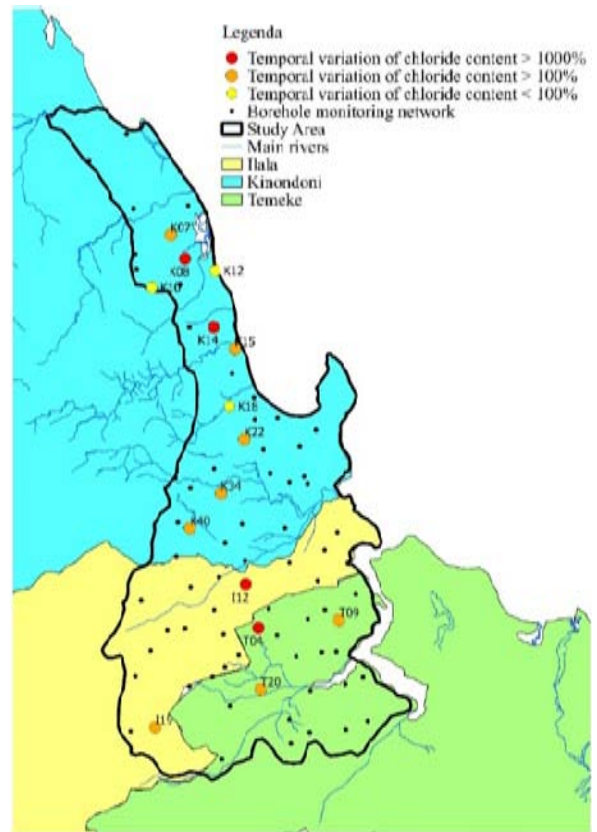 Legenda
Temporal variation of chloride content > 1000%
Temporal variation of chloride content > 100%
Temporal variation of chloride content < 100%
Borehole monitoring network
Study Area
Main rivers
Ilala
Kinondoni
Temeke
K07
K08
K12
K10
K14
K15
K18
K22
K34
K40
I12
T09
T04
T20
I19